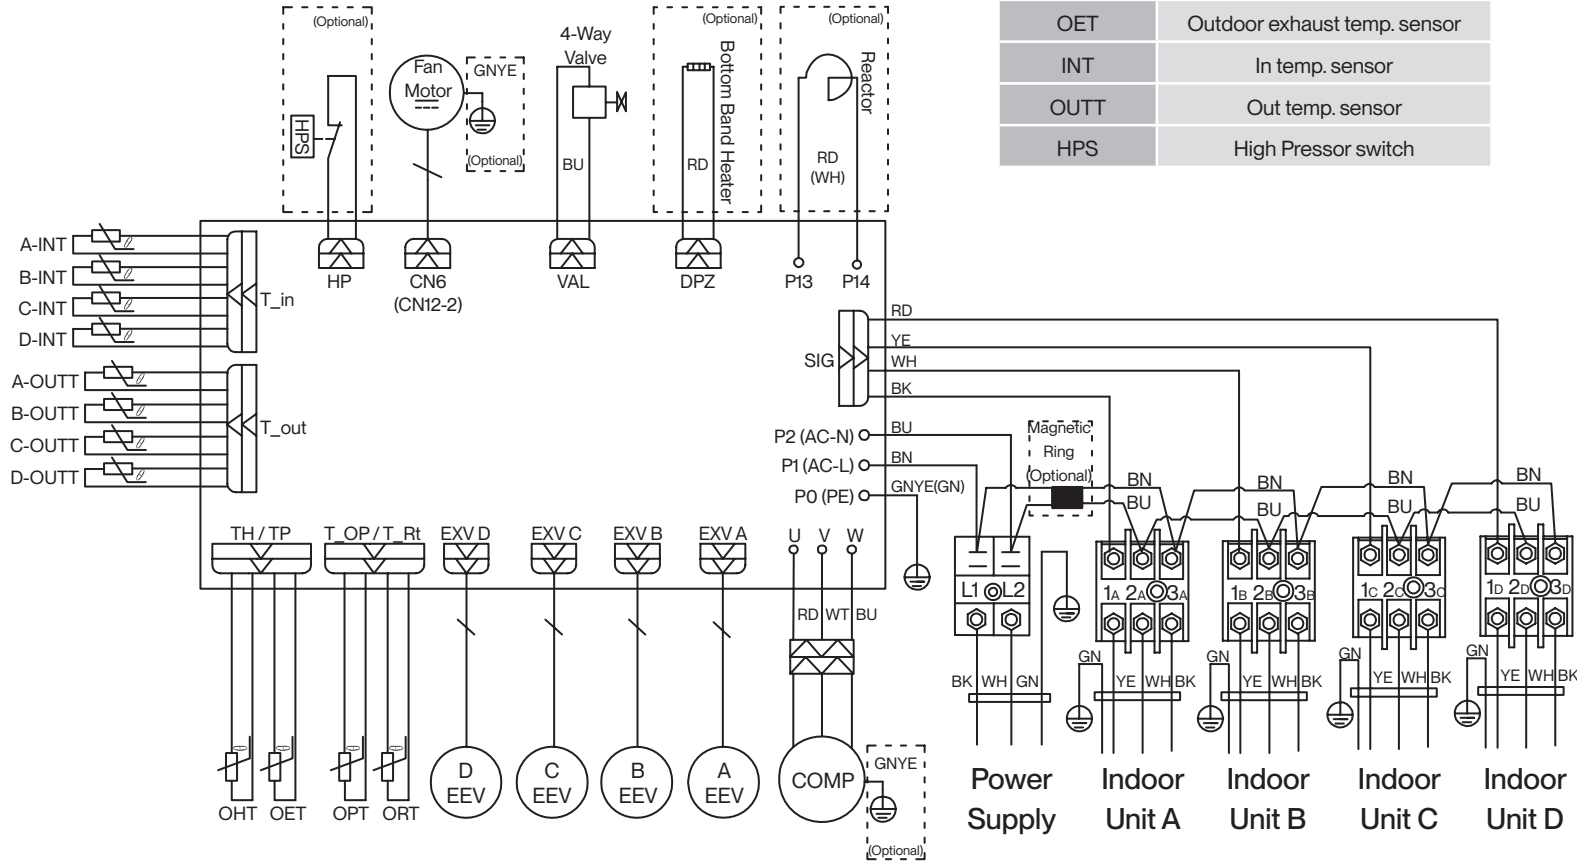 OET Outdoor exhaust temp. sensor
INT In temp. sensor
OUTT Out temp. sensor
HPS High Pressor switch
(Optional)
HPS
Fan
Motor
GNYE
(Optional)
4-Way
Valve
BU
(Optional)
Bottom Band Heater
RD
(Optional)
Reactor
RD
(WH)
HP
CN6
(CN12-2)
VAL
DPZ
P13
P14
A-INT
B-INT
C-INT
D-INT
T_in
A-OUTT
B-OUTT
C-OUTT
D-OUTT
T_out
SIG
RD
YE
WH
BK
P2 (AC-N)
BU
P1 (AC-L)
BN
P0 (PE)
GNYE(GN)
Magnetic
Ring
(Optional)
BN
BU
BN
BU
BN
BU
BN
BU
TH / TP
T_OP / T_Rt
EXV D
EXV C
EXV B
EXV A
U
V
W
RD
WT
BU
L1
L2
1A 2A 3A
1B 2B 3B
1C 2C 3C
1D 2D 3D
BK WH GN
GN
YE WH BK
GN
YE WH BK
GN
YE WH BK
GN
YE WH BK
OHT
OET
OPT
ORT
D
EEV
C
EEV
B
EEV
A
EEV
COMP
GNYE
(Optional)
Power
Supply
Indoor
Unit A
Indoor
Unit B
Indoor
Unit C
Indoor
Unit D